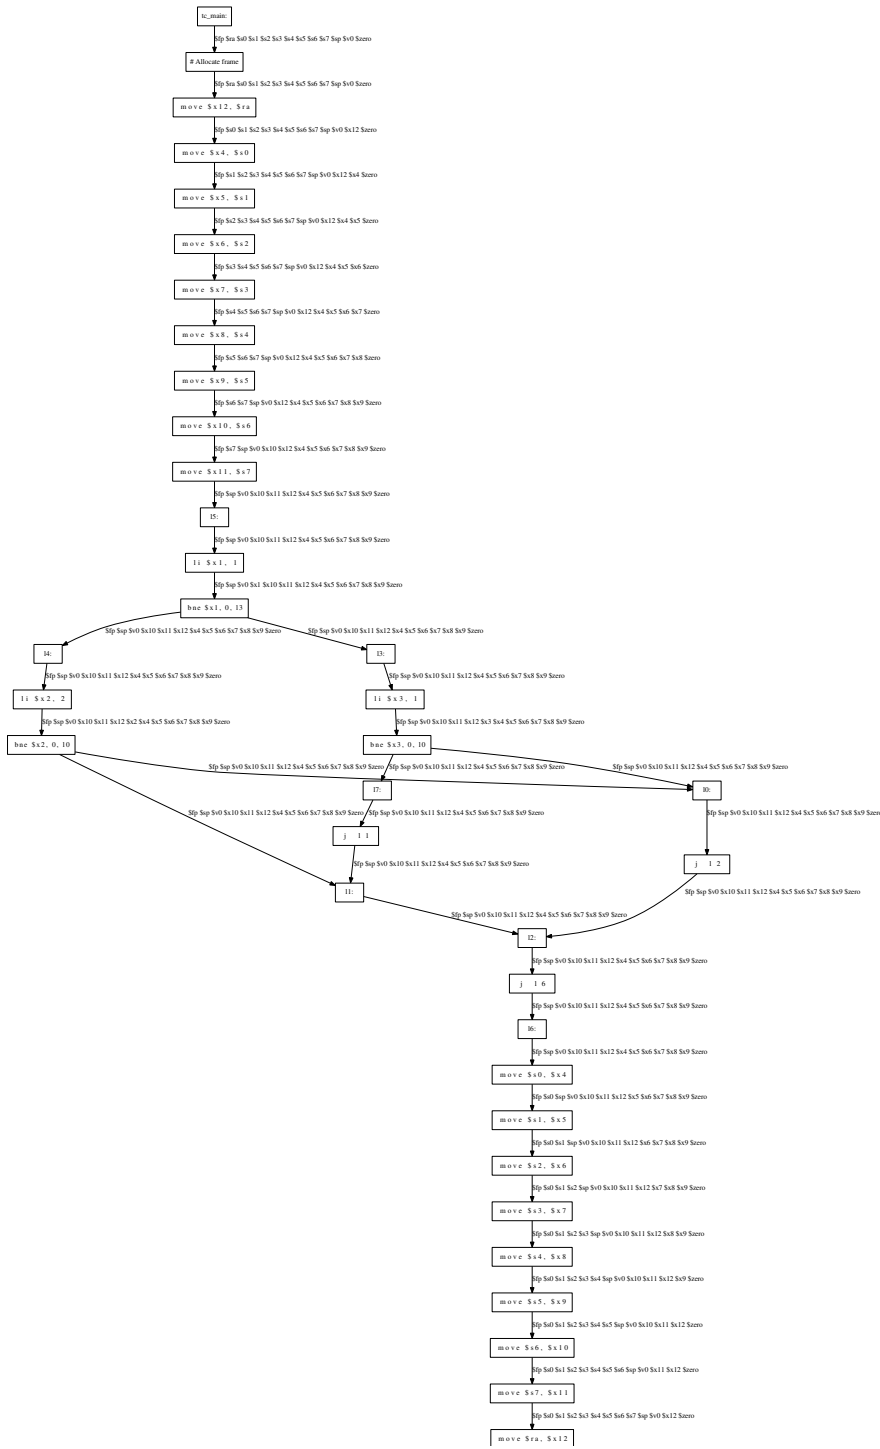 tc_main:
$fp $ra $s0 $s1 $s2 $s3 $s4 $s5 $s6 $s7 $sp $v0 $zero
# Allocate frame
$fp $ra $s0 $s1 $s2 $s3 $s4 $s5 $s6 $s7 $sp $v0 $zero
move $x12, $ra
$fp $s0 $s1 $s2 $s3 $s4 $s5 $s6 $s7 $sp $v0 $x12 $zero
move $x4, $s0
$fp $s1 $s2 $s3 $s4 $s5 $s6 $s7 $sp $v0 $x12 $x4 $zero
move $x5, $s1
$fp $s2 $s3 $s4 $s5 $s6 $s7 $sp $v0 $x12 $x4 $x5 $zero
move $x6, $s2
$fp $s3 $s4 $s5 $s6 $s7 $sp $v0 $x12 $x4 $x5 $x6 $zero
move $x7, $s3
$fp $s4 $s5 $s6 $s7 $sp $v0 $x12 $x4 $x5 $x6 $x7 $zero
move $x8, $s4
$fp $s5 $s6 $s7 $sp $v0 $x12 $x4 $x5 $x6 $x7 $x8 $zero
move $x9, $s5
$fp $s6 $s7 $sp $v0 $x12 $x4 $x5 $x6 $x7 $x8 $x9 $zero
move $x10, $s6
$fp $s7 $sp $v0 $x10 $x12 $x4 $x5 $x6 $x7 $x8 $x9 $zero
move $x11, $s7
$fp $sp $v0 $x10 $x11 $x12 $x4 $x5 $x6 $x7 $x8 $x9 $zero
l5:
$fp $sp $v0 $x10 $x11 $x12 $x4 $x5 $x6 $x7 $x8 $x9 $zero
li $x1, 1
$fp $sp $v0 $x1 $x10 $x11 $x12 $x4 $x5 $x6 $x7 $x8 $x9 $zero
bne $x1, 0, l3
$fp $sp $v0 $x10 $x11 $x12 $x4 $x5 $x6 $x7 $x8 $x9 $zero
$fp $sp $v0 $x10 $x11 $x12 $x4 $x5 $x6 $x7 $x8 $x9 $zero
l4:
l3:
$fp $sp $v0 $x10 $x11 $x12 $x4 $x5 $x6 $x7 $x8 $x9 $zero
$fp $sp $v0 $x10 $x11 $x12 $x4 $x5 $x6 $x7 $x8 $x9 $zero
li $x2, 2
li $x3, 1
$fp $sp $v0 $x10 $x11 $x12 $x2 $x4 $x5 $x6 $x7 $x8 $x9 $zero
$fp $sp $v0 $x10 $x11 $x12 $x3 $x4 $x5 $x6 $x7 $x8 $x9 $zero
bne $x2, 0, l0
bne $x3, 0, l0
$fp $sp $v0 $x10 $x11 $x12 $x4 $x5 $x6 $x7 $x8 $x9 $zero
$fp $sp $v0 $x10 $x11 $x12 $x4 $x5 $x6 $x7 $x8 $x9 $zero
$fp $sp $v0 $x10 $x11 $x12 $x4 $x5 $x6 $x7 $x8 $x9 $zero
l7:
l0:
$fp $sp $v0 $x10 $x11 $x12 $x4 $x5 $x6 $x7 $x8 $x9 $zero
$fp $sp $v0 $x10 $x11 $x12 $x4 $x5 $x6 $x7 $x8 $x9 $zero
$fp $sp $v0 $x10 $x11 $x12 $x4 $x5 $x6 $x7 $x8 $x9 $zero
j l1
$fp $sp $v0 $x10 $x11 $x12 $x4 $x5 $x6 $x7 $x8 $x9 $zero
j l2
l1:
$fp $sp $v0 $x10 $x11 $x12 $x4 $x5 $x6 $x7 $x8 $x9 $zero
$fp $sp $v0 $x10 $x11 $x12 $x4 $x5 $x6 $x7 $x8 $x9 $zero
l2:
$fp $sp $v0 $x10 $x11 $x12 $x4 $x5 $x6 $x7 $x8 $x9 $zero
j l6
$fp $sp $v0 $x10 $x11 $x12 $x4 $x5 $x6 $x7 $x8 $x9 $zero
l6:
$fp $sp $v0 $x10 $x11 $x12 $x4 $x5 $x6 $x7 $x8 $x9 $zero
move $s0, $x4
$fp $s0 $sp $v0 $x10 $x11 $x12 $x5 $x6 $x7 $x8 $x9 $zero
move $s1, $x5
$fp $s0 $s1 $sp $v0 $x10 $x11 $x12 $x6 $x7 $x8 $x9 $zero
move $s2, $x6
$fp $s0 $s1 $s2 $sp $v0 $x10 $x11 $x12 $x7 $x8 $x9 $zero
move $s3, $x7
$fp $s0 $s1 $s2 $s3 $sp $v0 $x10 $x11 $x12 $x8 $x9 $zero
move $s4, $x8
$fp $s0 $s1 $s2 $s3 $s4 $sp $v0 $x10 $x11 $x12 $x9 $zero
move $s5, $x9
$fp $s0 $s1 $s2 $s3 $s4 $s5 $sp $v0 $x10 $x11 $x12 $zero
move $s6, $x10
$fp $s0 $s1 $s2 $s3 $s4 $s5 $s6 $sp $v0 $x11 $x12 $zero
move $s7, $x11
$fp $s0 $s1 $s2 $s3 $s4 $s5 $s6 $s7 $sp $v0 $x12 $zero
move $ra, $x12